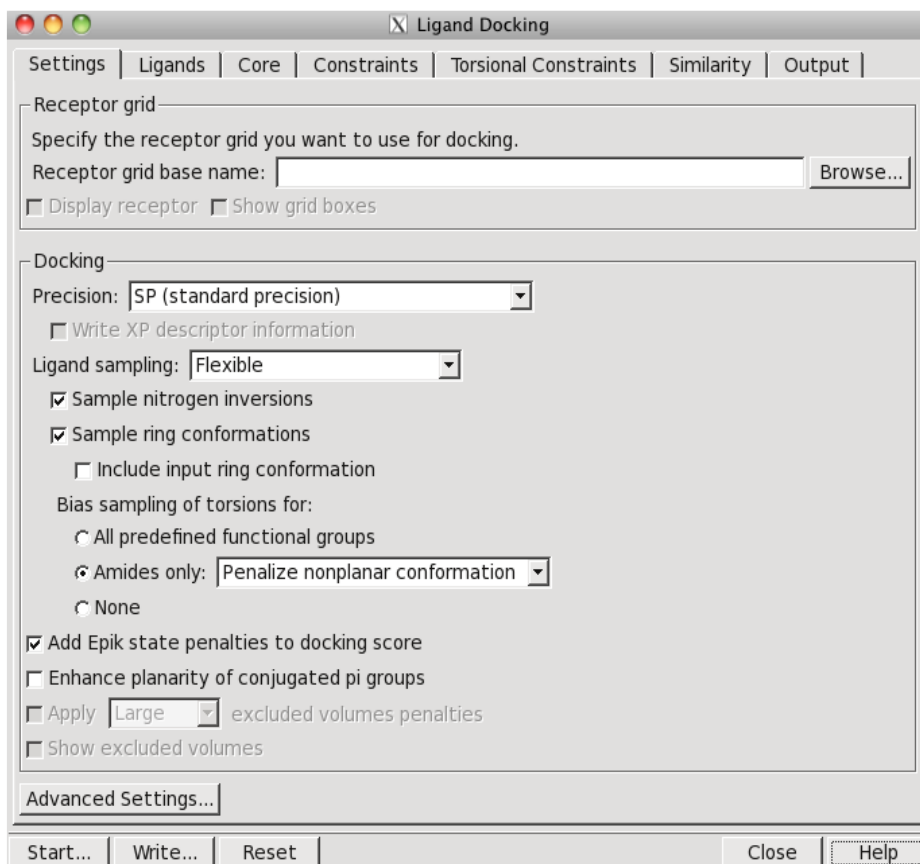 X Ligand Docking
Settings Ligands Core Constraints Torsional Constraints Similarity Output
Receptor grid
Specify the receptor grid you want to use for docking.
Receptor grid base name: Browse...
Display receptor Show grid boxes
Docking
Precision: SP (standard precision)
Write XP descriptor information
Ligand sampling: Flexible
Sample nitrogen inversions
Sample ring conformations
Include input ring conformation
Bias sampling of torsions for:
All predefined functional groups
Amides only: Penalize nonplanar conformation
None
Add Epik state penalties to docking score
Enhance planarity of conjugated pi groups
Apply Large excluded volumes penalties
Show excluded volumes
Advanced Settings...
Start... Write... Reset Close Help